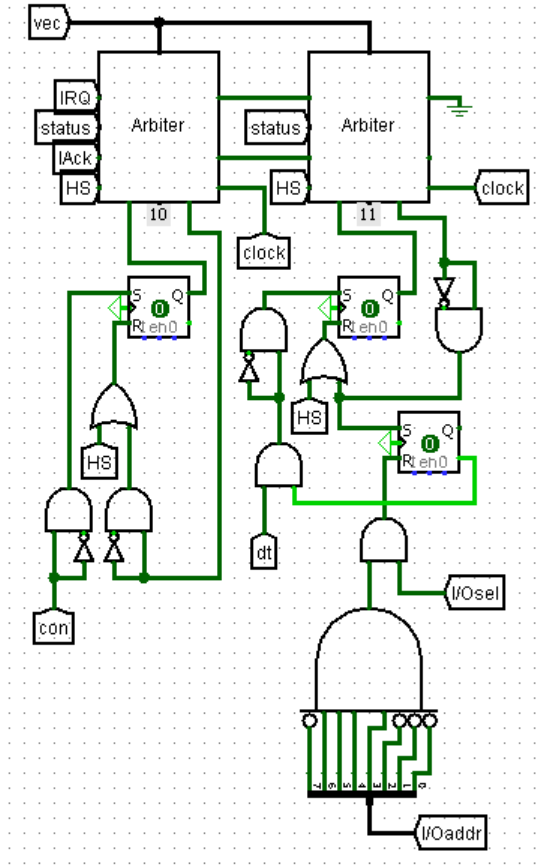 vec
IRQ
status
IAck
HS
Arbiter
status
HS
Arbiter
clock
10
11
clock
S
Q
0
R
en0
S
Q
0
R
en0
HS
HS
S
Q
0
R
en0
dt
con
I/Osel
7
6
5
4
3
2
1
0
I/Oaddr